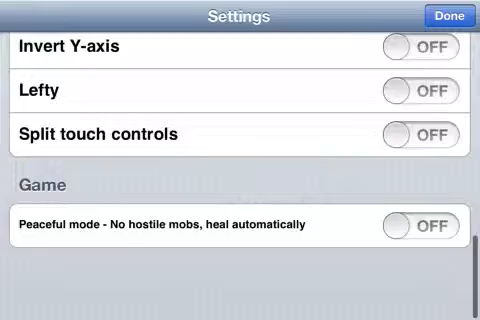 Settings
Done
Invert Y-axis
OFF
Lefty
OFF
Split touch controls
OFF
Game
Peaceful mode - No hostile mobs, heal automatically
OFF